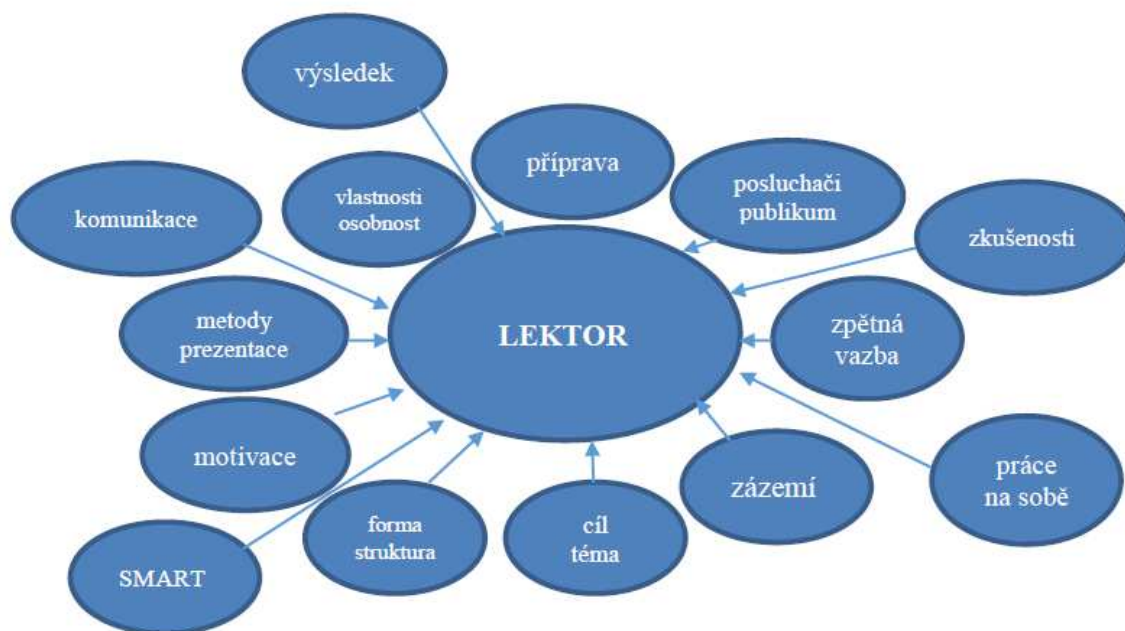 výsledek
příprava
posluchači
publikum
vlastnosti
osobnost
komunikace
zkušenosti
metody
prezentace
LEKTOR
zpětná
vazba
motivace
zázemí
práce
na sobě
forma
struktura
cíl
téma
SMART